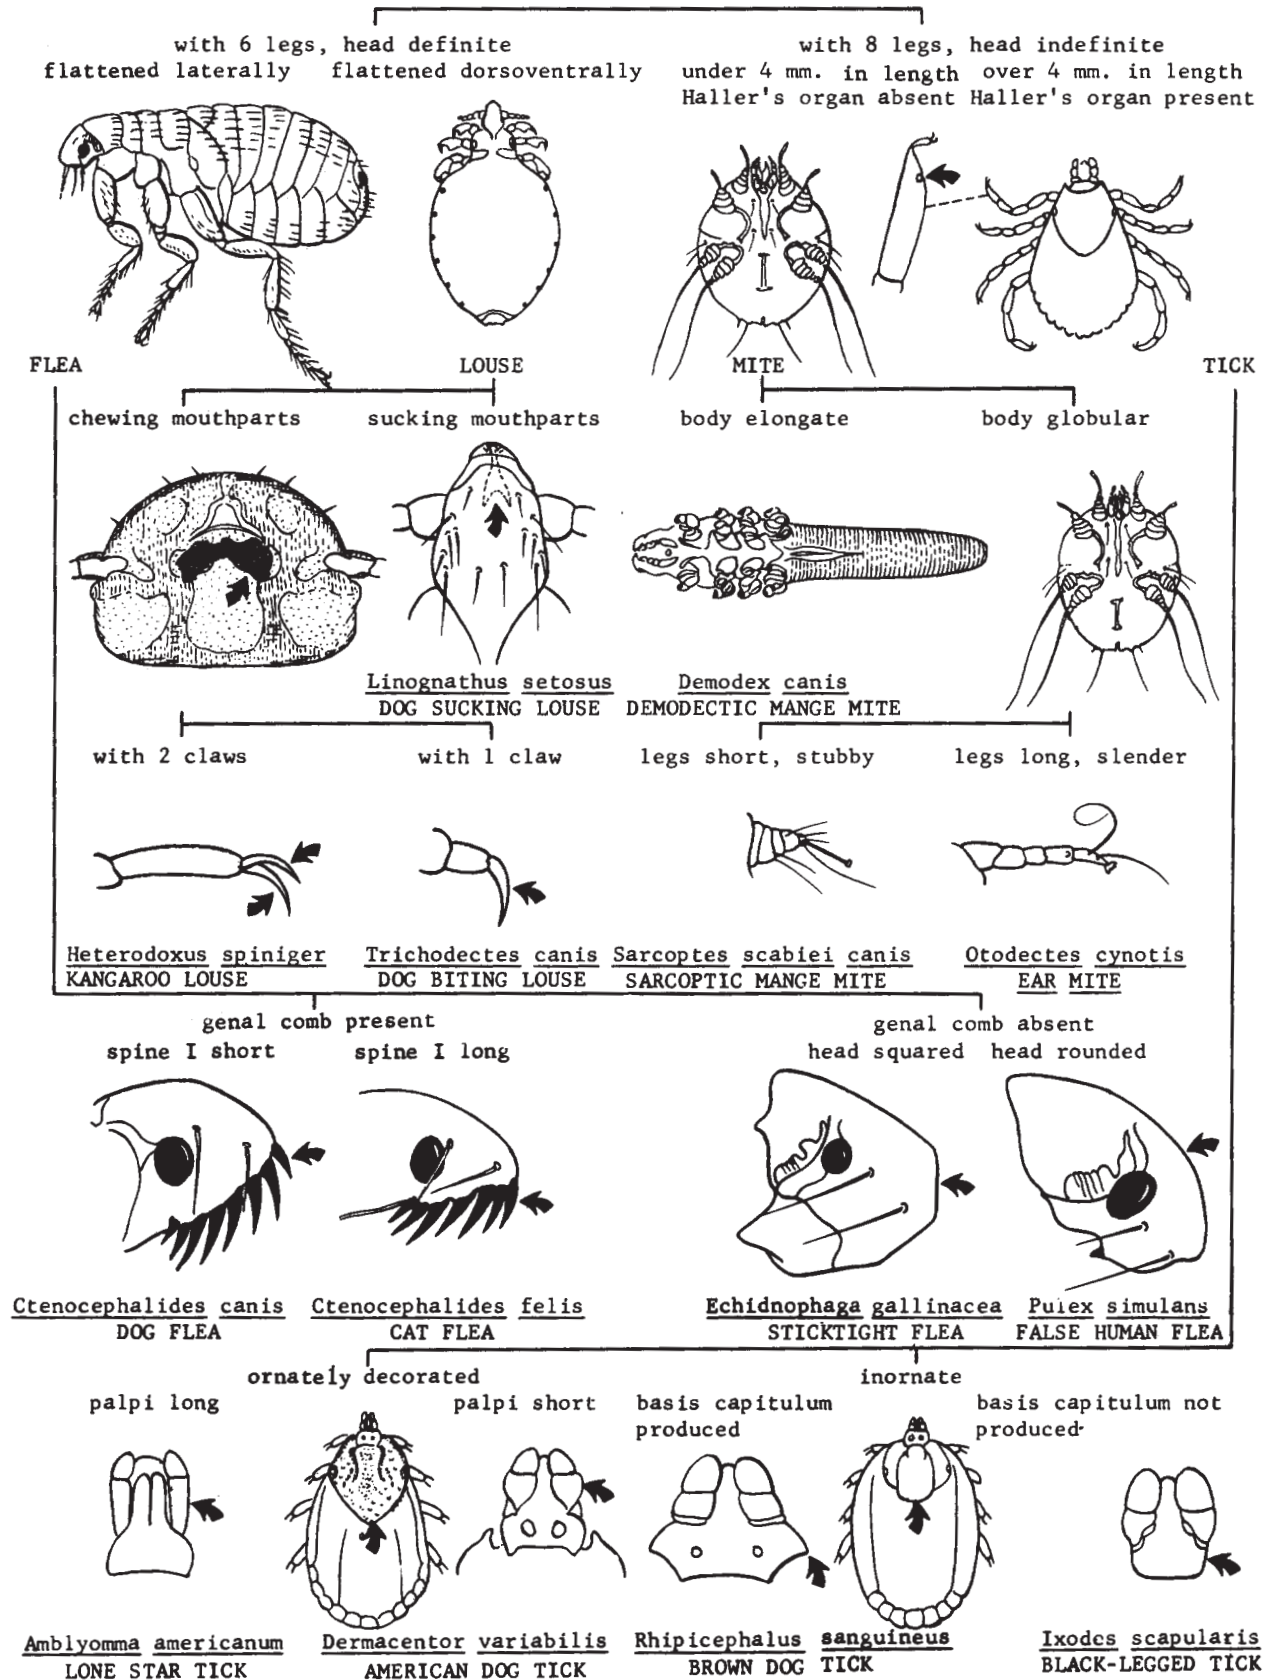 with 6 legs, head definite
flattened laterally flattened dorsoventrally
with 8 legs, head indefinite
under 4 mm. in length over 4 mm. in length
Haller's organ absent Haller's organ present
FLEA LOUSE MITE TICK
chewing mouthparts sucking mouthparts body elongate body globular
Linognathus setosus Demodex canis
DOG SUCKING LOUSE DEMODECTIC MANGE MITE
with 2 claws with 1 claw legs short, stubby legs long, slender
Heterodoxus spiniger Trichodectes canis Sarcoptes scabiei canis Otodectes cynotis
KANGAROO LOUSE DOG BITING LOUSE SARCOPTIC MANGE MITE EAR MITE
genal comb present genal comb absent
spine I short spine I long head squared head rounded
Ctenocephalides canis Ctenocephalides felis Echidnophaga gallinacea Pulex simulans
DOG FLEA CAT FLEA STICKTIGHT FLEA FALSE HUMAN FLEA
ornately decorated inornate
palpi long palpi short basis capitulum produced basis capitulum not produced
Amblyomma americanum Dermacentor variabilis Rhipicephalus sanguineus Ixodes scapularis
LONE STAR TICK AMERICAN DOG TICK BROWN DOG TICK BLACK-LEGGED TICK